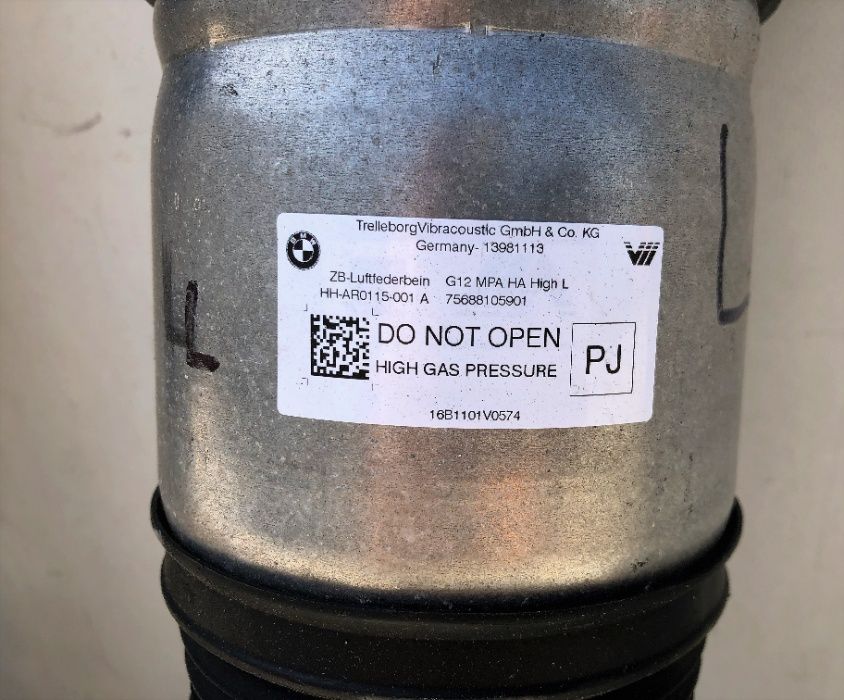 TrelleborgVibracoustic GmbH & Co. KG
Germany- 13981113
BMW
ZB-Luftfederbein G12 MPA HA High L
HH-AR0115-001 A 75688105901
DO NOT OPEN
HIGH GAS PRESSURE
PJ
16B1101V0574
L
L